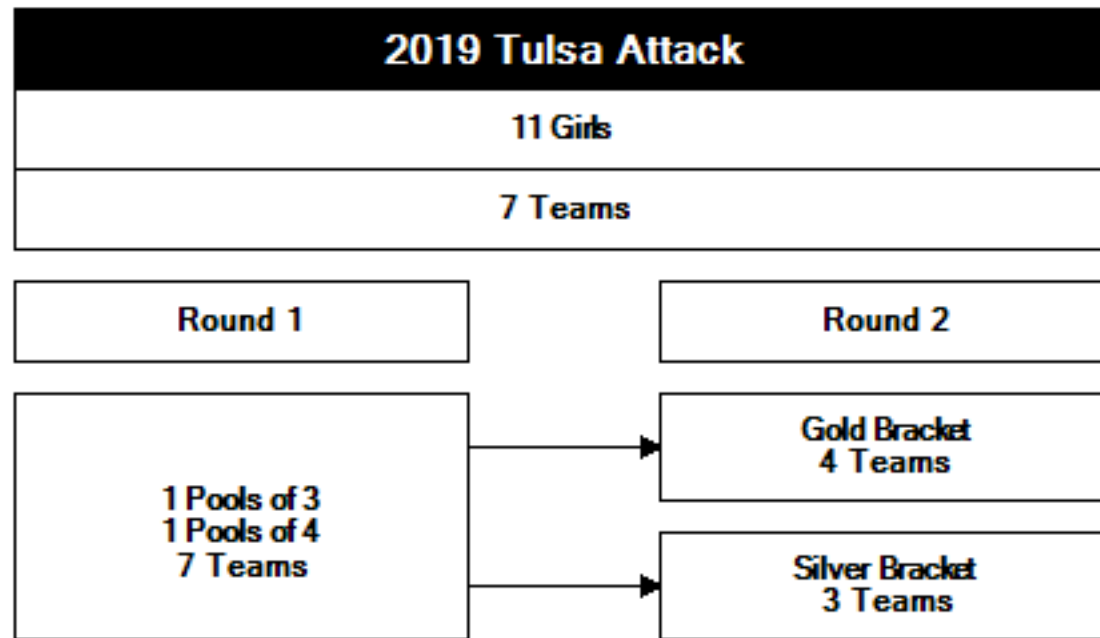 2019 Tulsa Attack
11 Girls
7 Teams
Round 1
Round 2
1 Pools of 3
1 Pools of 4
7 Teams
Gold Bracket
4 Teams
Silver Bracket
3 Teams